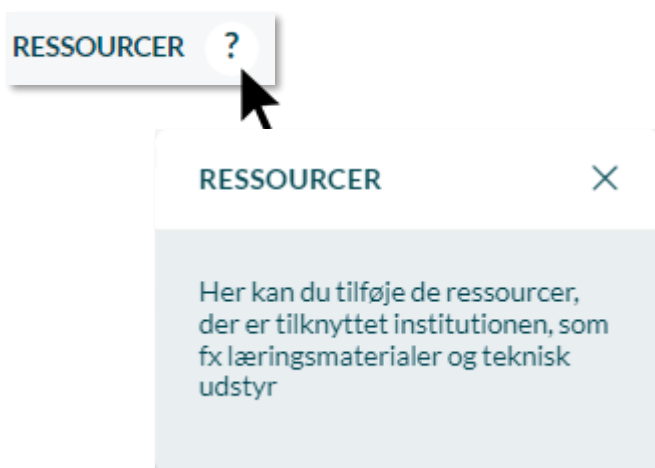 RESSOURCER ?
RESSOURCER
Her kan du tilføje de ressourcer,
der er tilknyttet institutionen, som
fx læringsmaterialer og teknisk
udstyr